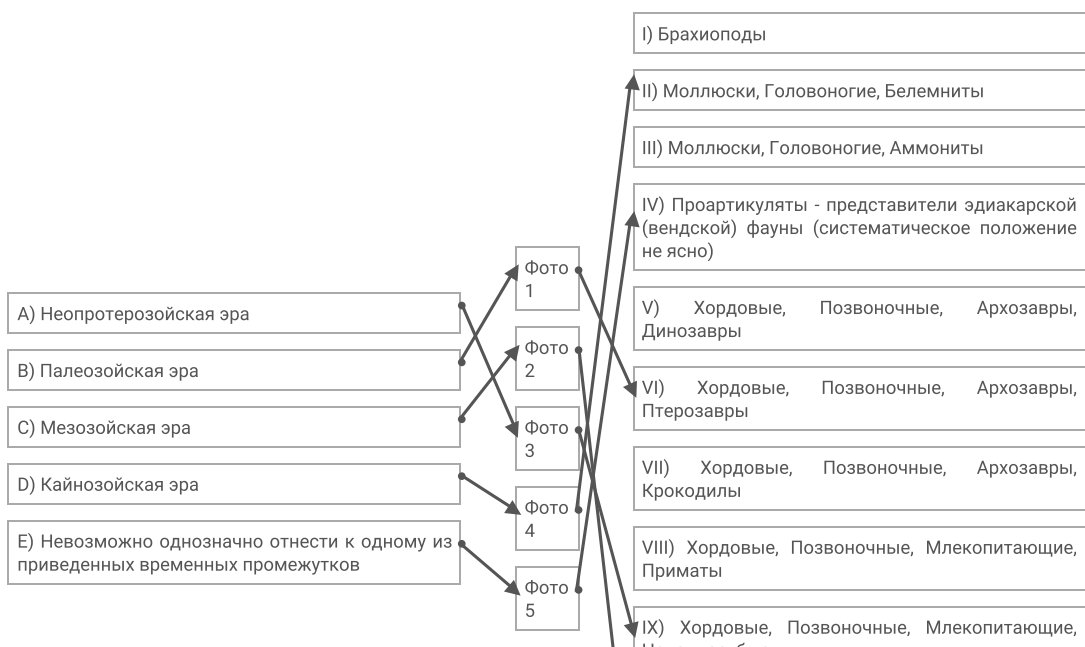 A) Неопротерозойская эра
B) Палеозойская эра
C) Мезозойская эра
D) Кайнозойская эра
E) Невозможно однозначно отнести к одному из
приведенных временных промежутков
Фото
1
Фото
2
Фото
3
Фото
4
Фото
5
I) Брахиоподы
II) Моллюски, Головоногие, Белемниты
III) Моллюски, Головоногие, Аммониты
IV) Проартикуляты - представители эдиакарской
(вендской) фауны (систематическое положение
не ясно)
V) Хордовые, Позвоночные, Архозавры,
Динозавры
VI) Хордовые, Позвоночные, Архозавры,
Птерозавры
VII) Хордовые, Позвоночные, Архозавры,
Крокодилы
VIII) Хордовые, Позвоночные, Млекопитающие,
Приматы
IX) Хордовые, Позвоночные, Млекопитающие,